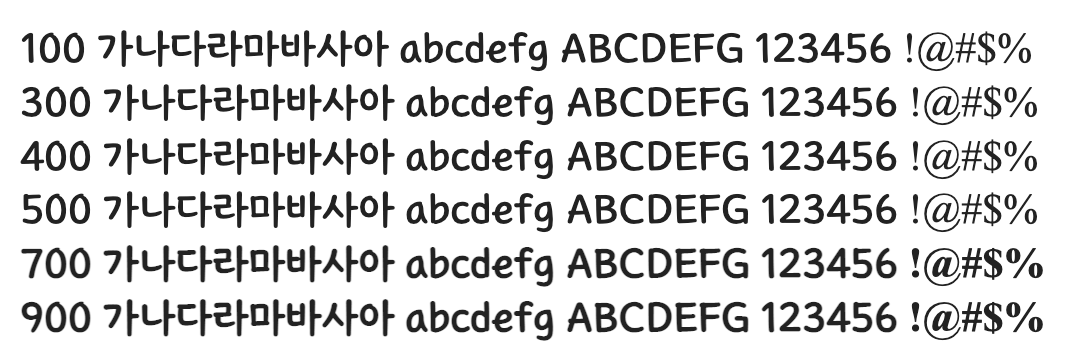 100 가나다라마바사아 abcdefg ABCDEFG 123456 !@#$%
300 가나다라마바사아 abcdefg ABCDEFG 123456 !@#$%
400 가나다라마바사아 abcdefg ABCDEFG 123456 !@#$%
500 가나다라마바사아 abcdefg ABCDEFG 123456 !@#$%
700 가나다라마바사아 abcdefg ABCDEFG 123456 !@#$%
900 가나다라마바사아 abcdefg ABCDEFG 123456 !@#$%